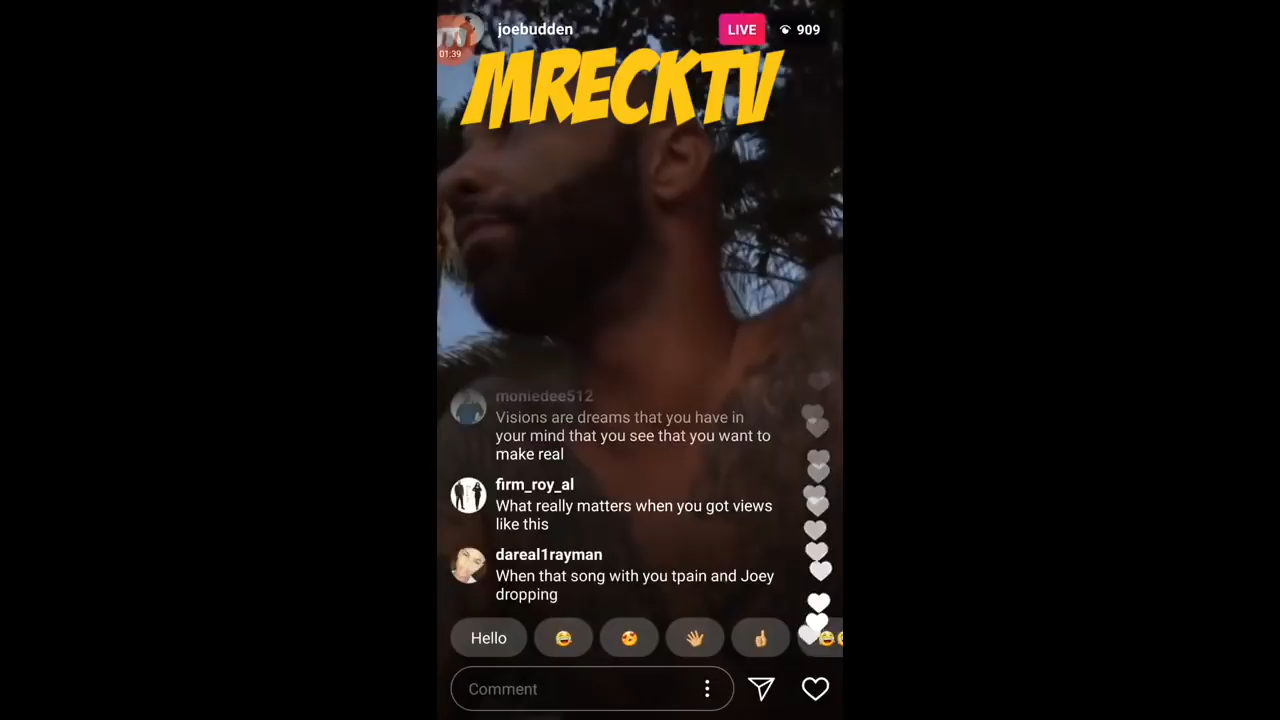 joebudden
LIVE
909
01:39
MRECKTV
moniedee512
Visions are dreams that you have in
your mind that you see that you want to
make real
firm_roy_al
What really matters when you got views
like this
dareal1rayman
When that song with you tpain and Joey
dropping
Hello
Comment